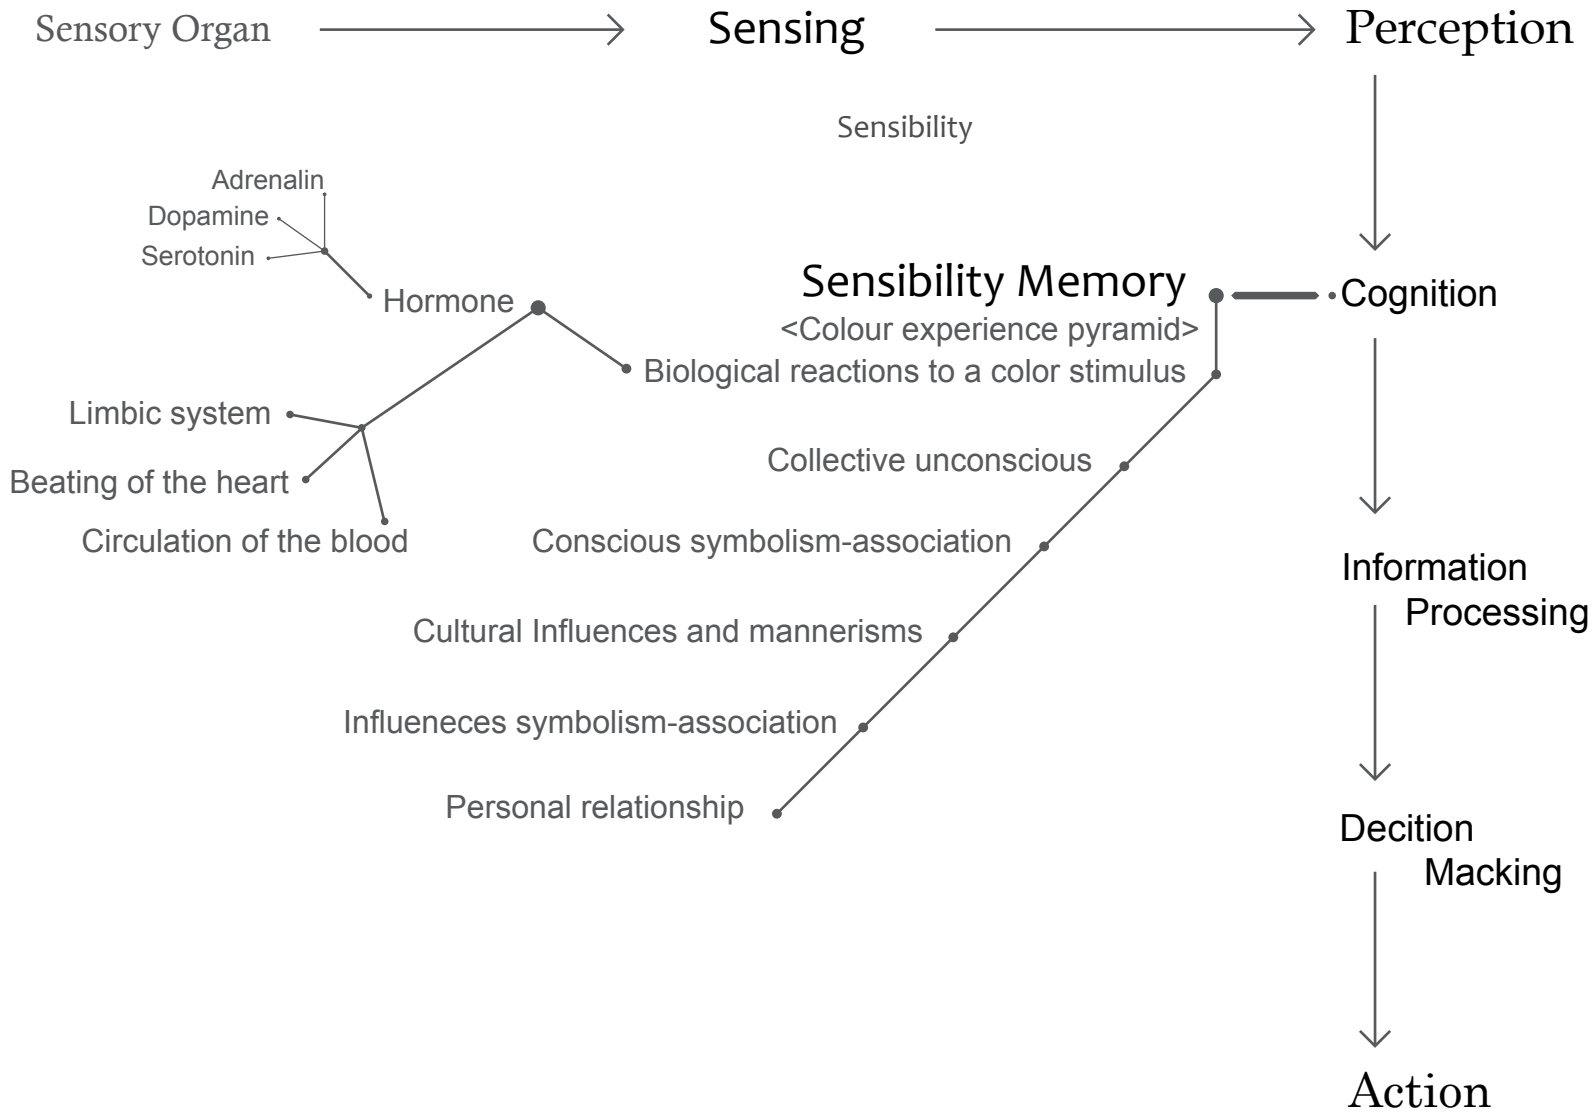 Sensory Organ
Sensing
Perception
Sensibility
Adrenalin
Dopamine
Serotonin
Hormone
Sensibility Memory
Cognition
<Colour experience pyramid>
Biological reactions to a color stimulus
Limbic system
Collective unconscious
Beating of the heart
Circulation of the blood
Conscious symbolism-association
Information
Processing
Cultural Influences and mannerisms
Influeneces symbolism-association
Personal relationship
Decition
Macking
Action